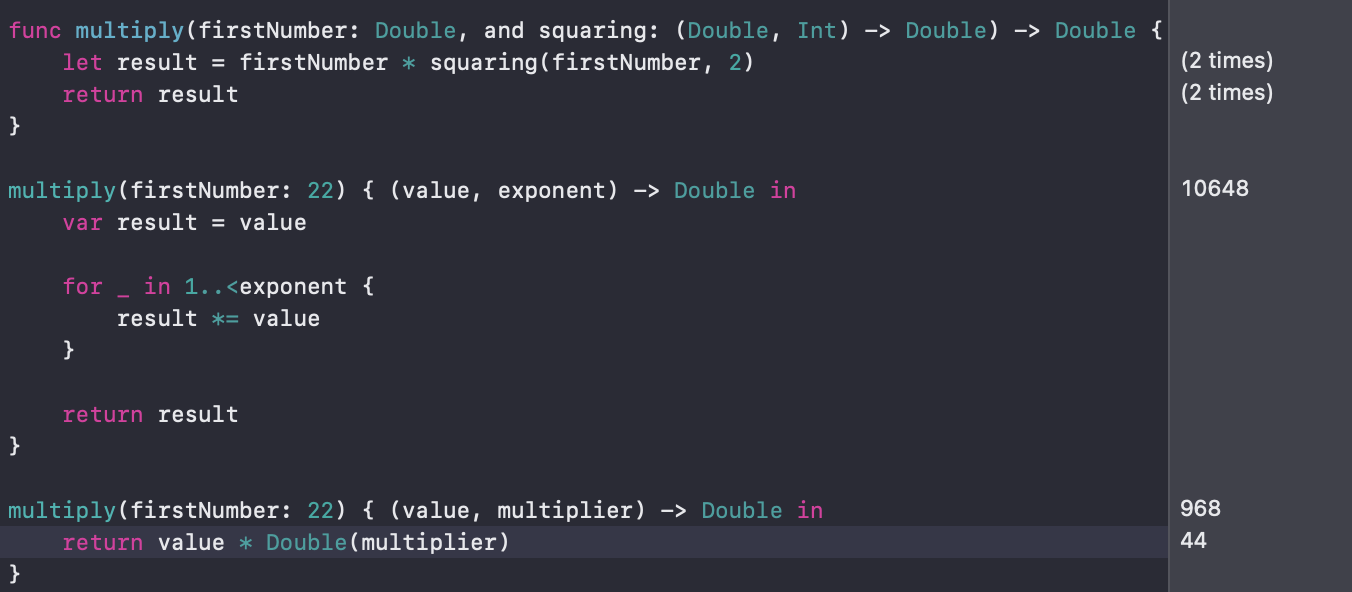 func multiply(firstNumber: Double, and squaring: (Double, Int) -> Double) -> Double {
    let result = firstNumber * squaring(firstNumber, 2) (2 times)
    return result (2 times)
}
multiply(firstNumber: 22) { (value, exponent) -> Double in 10648
    var result = value
    for _ in 1..<exponent {
        result *= value
    }
    return result
}
multiply(firstNumber: 22) { (value, multiplier) -> Double in 968
    return value * Double(multiplier) 44
}